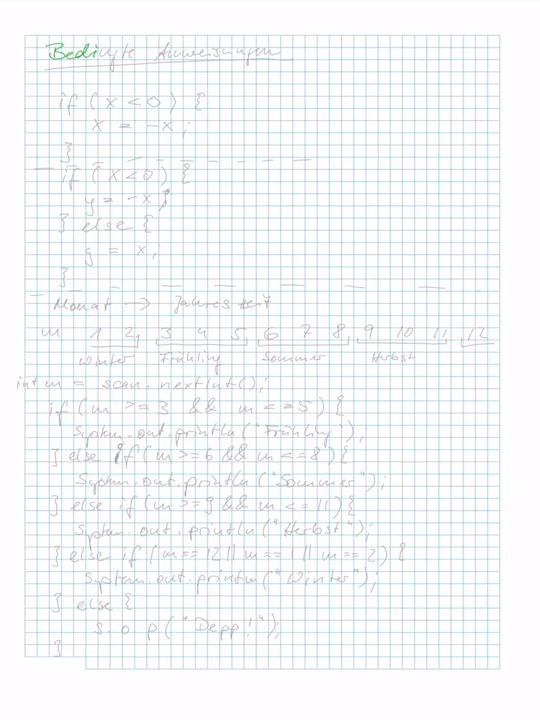 Bedingte Anweisungen
if (x < 0) {
x = -x;
}
if (x < 0) {
y = -x;
} else {
y = x;
}
Monat → Jahreszeit
m 1 2, 3 4 5, 6 7 8, 9 10 11, 12
Winter Frühling Sommer Herbst
int m = scan.nextInt();
if (m >= 3 && m <= 5) {
System.out.println("Frühling");
} else if (m >= 6 && m <= 8) {
System.out.println("Sommer");
} else if (m >= 9 && m <= 11) {
System.out.println("Herbst");
} else if (m == 12 || m == 1 || m == 2) {
System.out.println("Winter");
} else {
S.o.p("Depp!");
}